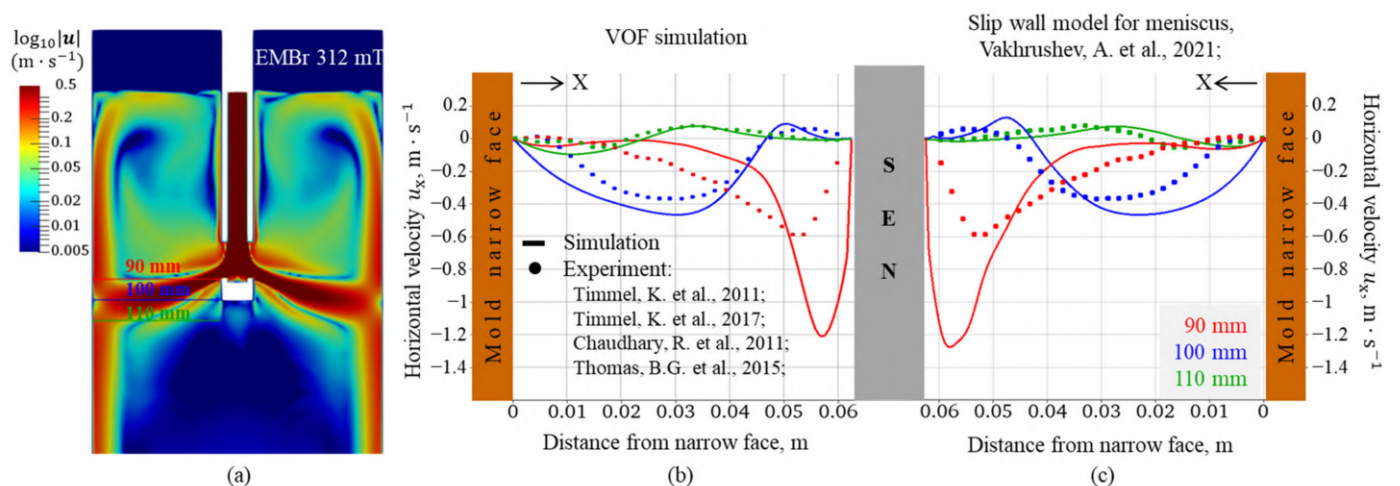 log₁₀|u|
(m · s⁻¹)
0.5
0.1
0.05
0.01
0.005
EMBr 312 mT
90 mm
100 mm
110 mm
(a)
VOF simulation
X
Horizontal velocity uₓ, m · s⁻¹
Mold narrow face
0.2
0
−0.2
−0.4
−0.6
−0.8
−1
−1.2
−1.4
Simulation
Experiment:
Timmel, K. et al., 2011;
Timmel, K. et al., 2017;
Chaudhary, R. et al., 2011;
Thomas, B.G. et al., 2015;
0
0.01
0.02
0.03
0.04
0.05
0.06
Distance from narrow face, m
(b)
S
E
N
Slip wall model for meniscus,
Vakhrushev, A. et al., 2021;
X
90 mm
100 mm
110 mm
Mold narrow face
0.2
0
−0.2
−0.4
−0.6
−0.8
−1
−1.2
−1.4
Horizontal velocity uₓ, m · s⁻¹
0.06
0.05
0.04
0.03
0.02
0.01
0
Distance from narrow face, m
(c)